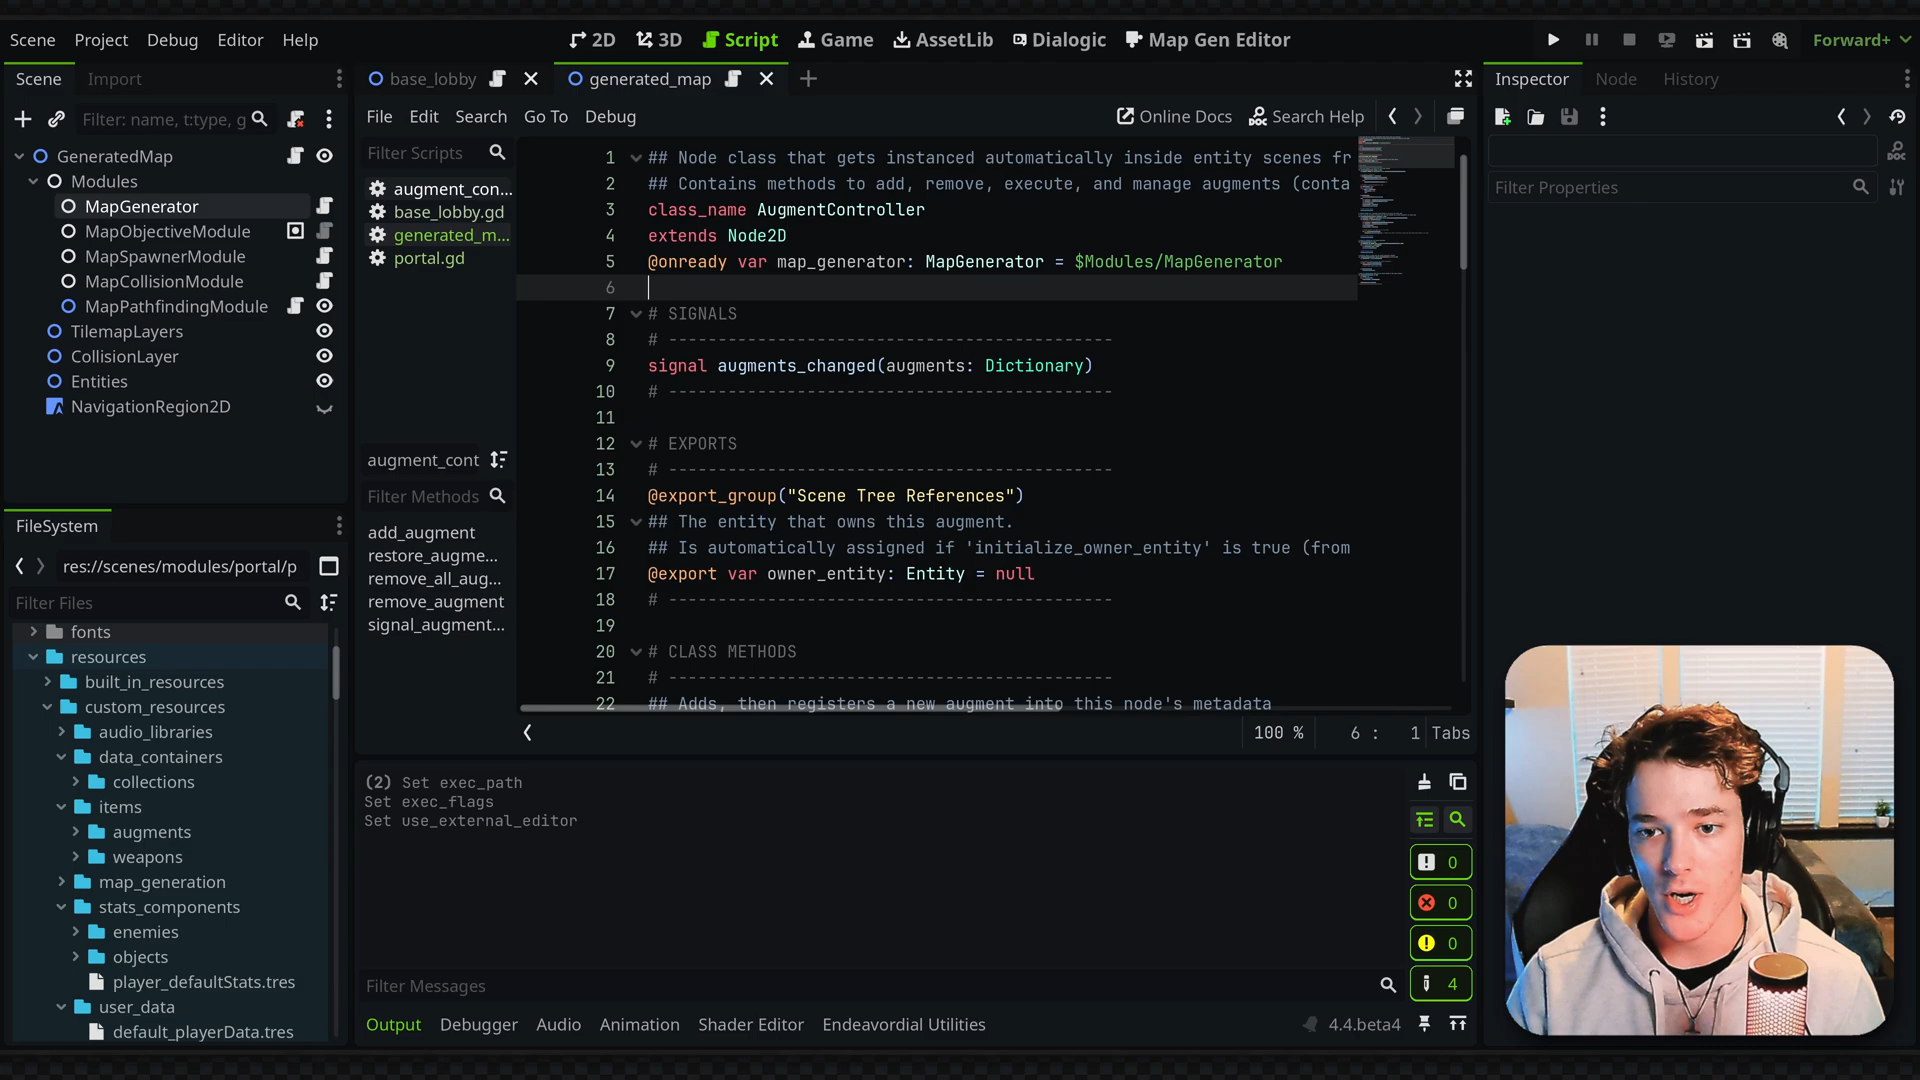 Scene Project Debug Editor Help
2D 3D Script Game AssetLib Dialogic Map Gen Editor
Forward+
Scene Import
Filter: name, t:type, g
GeneratedMap
Modules
MapGenerator
MapObjectiveModule
MapSpawnerModule
MapCollisionModule
MapPathfindingModule
TilemapLayers
CollisionLayer
Entities
NavigationRegion2D
FileSystem
res://scenes/modules/portal/p
Filter Files
fonts
resources
built_in_resources
custom_resources
audio_libraries
data_containers
collections
items
augments
weapons
map_generation
stats_components
enemies
objects
player_defaultStats.tres
user_data
default_playerData.tres
base_lobby generated_map
File Edit Search Go To Debug
Online Docs Search Help
Filter Scripts
augment_con...
base_lobby.gd
generated_m...
portal.gd
augment_cont
Filter Methods
add_augment
restore_augme...
remove_all_aug...
remove_augment
signal_augment...
1 ## Node class that gets instanced automatically inside entity scenes fr
2 ## Contains methods to add, remove, execute, and manage augments (conta
3 class_name AugmentController
4 extends Node2D
5 @onready var map_generator: MapGenerator = $Modules/MapGenerator
6
7 # SIGNALS
8 # ---------------------------------------------
9 signal augments_changed(augments: Dictionary)
10 # ---------------------------------------------
11
12 # EXPORTS
13 # ---------------------------------------------
14 @export_group("Scene Tree References")
15 ## The entity that owns this augment.
16 ## Is automatically assigned if 'initialize_owner_entity' is true (from
17 @export var owner_entity: Entity = null
18 # ---------------------------------------------
19
20 # CLASS METHODS
21 # ---------------------------------------------
22 ## Adds, then registers a new augment into this node's metadata
100 % 6 : 1 Tabs
(2) Set exec_path
Set exec_flags
Set use_external_editor
0
0
0
4
Filter Messages
Output Debugger Audio Animation Shader Editor Endeavordial Utilities
4.4.beta4
Inspector Node History
Filter Properties